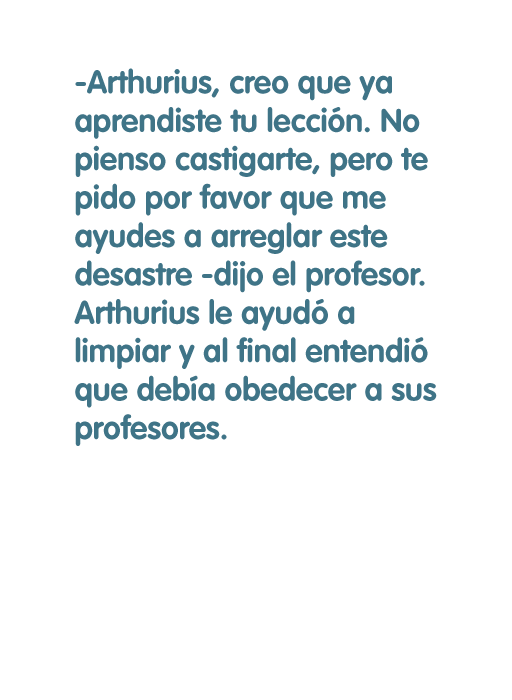 -Arthurius, creo que ya
aprendiste tu lección. No
pienso castigarte, pero te
pido por favor que me
ayudes a arreglar este
desastre -dijo el profesor.
Arthurius le ayudó a
limpiar y al final entendió
que debía obedecer a sus
profesores.